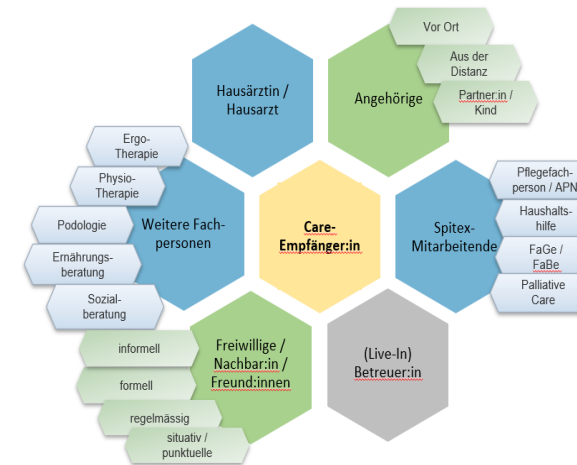 Hausärztin /
Hausarzt
Angehörige
Vor Ort
Aus der
Distanz
Partner:in /
Kind
Ergo-
Therapie
Physio-
Therapie
Podologie
Ernährungs-
beratung
Sozial-
beratung
Weitere Fach-
personen
Care-
Empfänger:in
Spitex-
Mitarbeitende
Pflegefach-
person / APN
Haushalts-
hilfe
FaGe /
FaBe
Palliative
Care
Freiwillige /
Nachbar:in /
Freund:innen
informell
formell
regelmässig
situativ /
punktuelle
(Live-In)
Betreuer:in